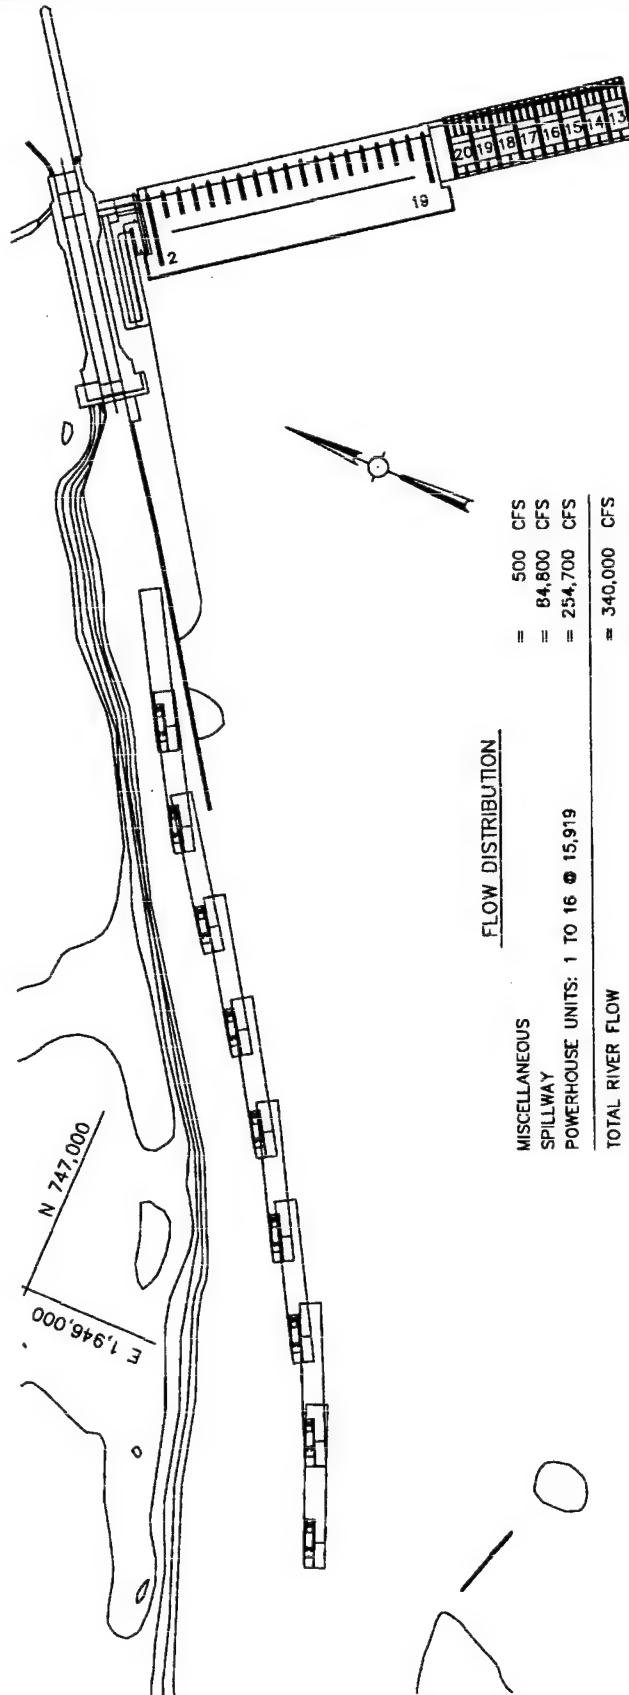 20 19 18 17 16 15 14 13
19
2
FLOW DISTRIBUTION
MISCELLANEOUS = 500 CFS
SPILLWAY = 84,800 CFS
POWERHOUSE UNITS: 1 TO 16 @ 15,919 = 254,700 CFS
TOTAL RIVER FLOW = 340,000 CFS
N 747,000
E 1,946,000